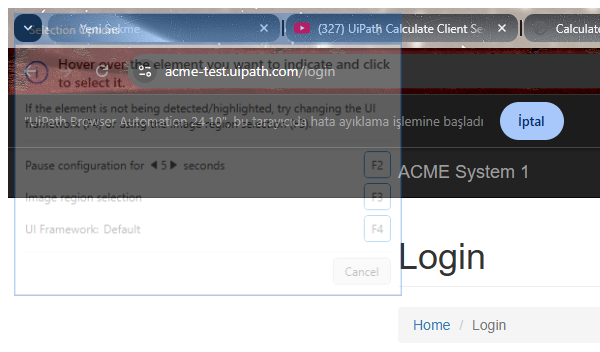 Selection Options
Yeni Sekme
(327) UiPath Calculate Client Se
Calculate
Hover over the element you want to indicate and click
to select it.
acme-test.uipath.com/login
If the element is not being detected/highlighted, try changing the UI
framework (F4) or using the image region selection (F3)
"UiPath Browser Automation 24.10", bu tarayıcıda hata ayıklama işlemine başladı
İptal
Pause configuration for 5 seconds
F2
ACME System 1
Image region selection
F3
UI Framework: Default
F4
Login
Cancel
Home / Login